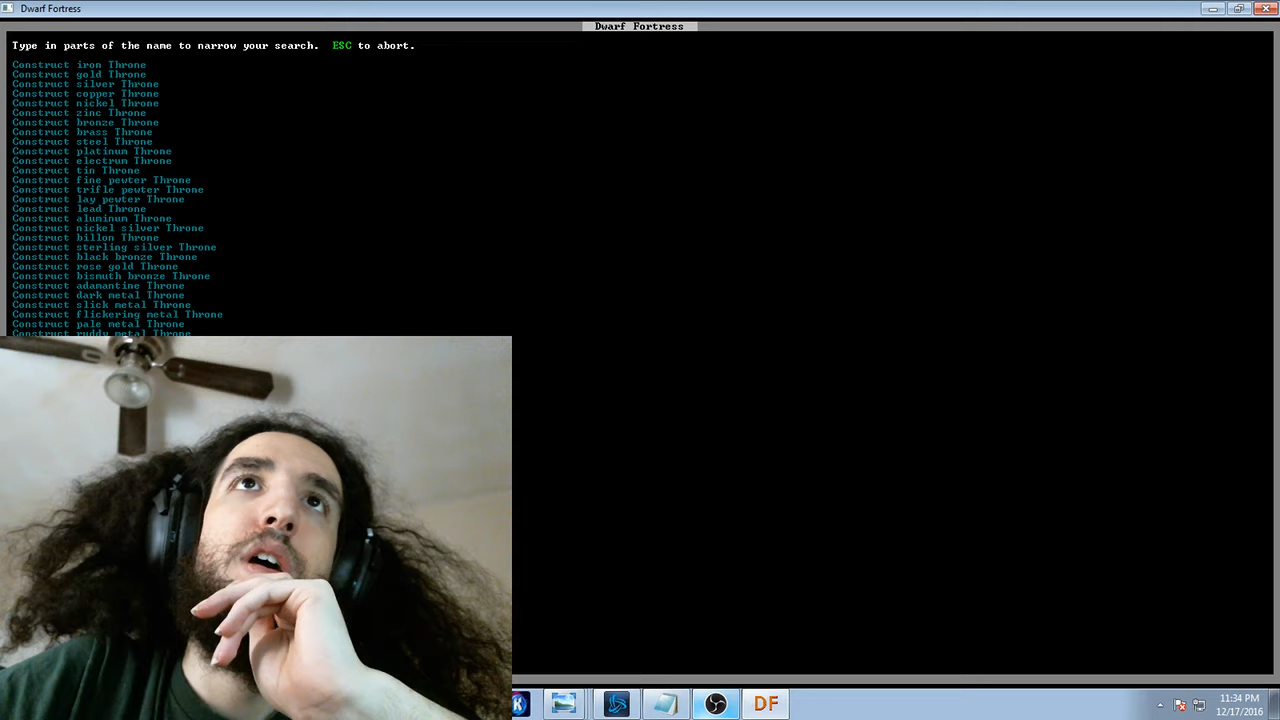 Dwarf Fortress
Dwarf Fortress
Type in parts of the name to narrow your search.  ESC to abort.
Construct iron Throne
Construct gold Throne
Construct silver Throne
Construct copper Throne
Construct nickel Throne
Construct zinc Throne
Construct bronze Throne
Construct brass Throne
Construct steel Throne
Construct platinum Throne
Construct electrum Throne
Construct tin Throne
Construct fine pewter Throne
Construct trifle pewter Throne
Construct lay pewter Throne
Construct lead Throne
Construct aluminum Throne
Construct nickel silver Throne
Construct billon Throne
Construct sterling silver Throne
Construct black bronze Throne
Construct rose gold Throne
Construct bismuth bronze Throne
Construct adamantine Throne
Construct dark metal Throne
Construct slick metal Throne
Construct flickering metal Throne
Construct pale metal Throne
Construct ruddy metal Throne
K
DF
11:34 PM
12/17/2016